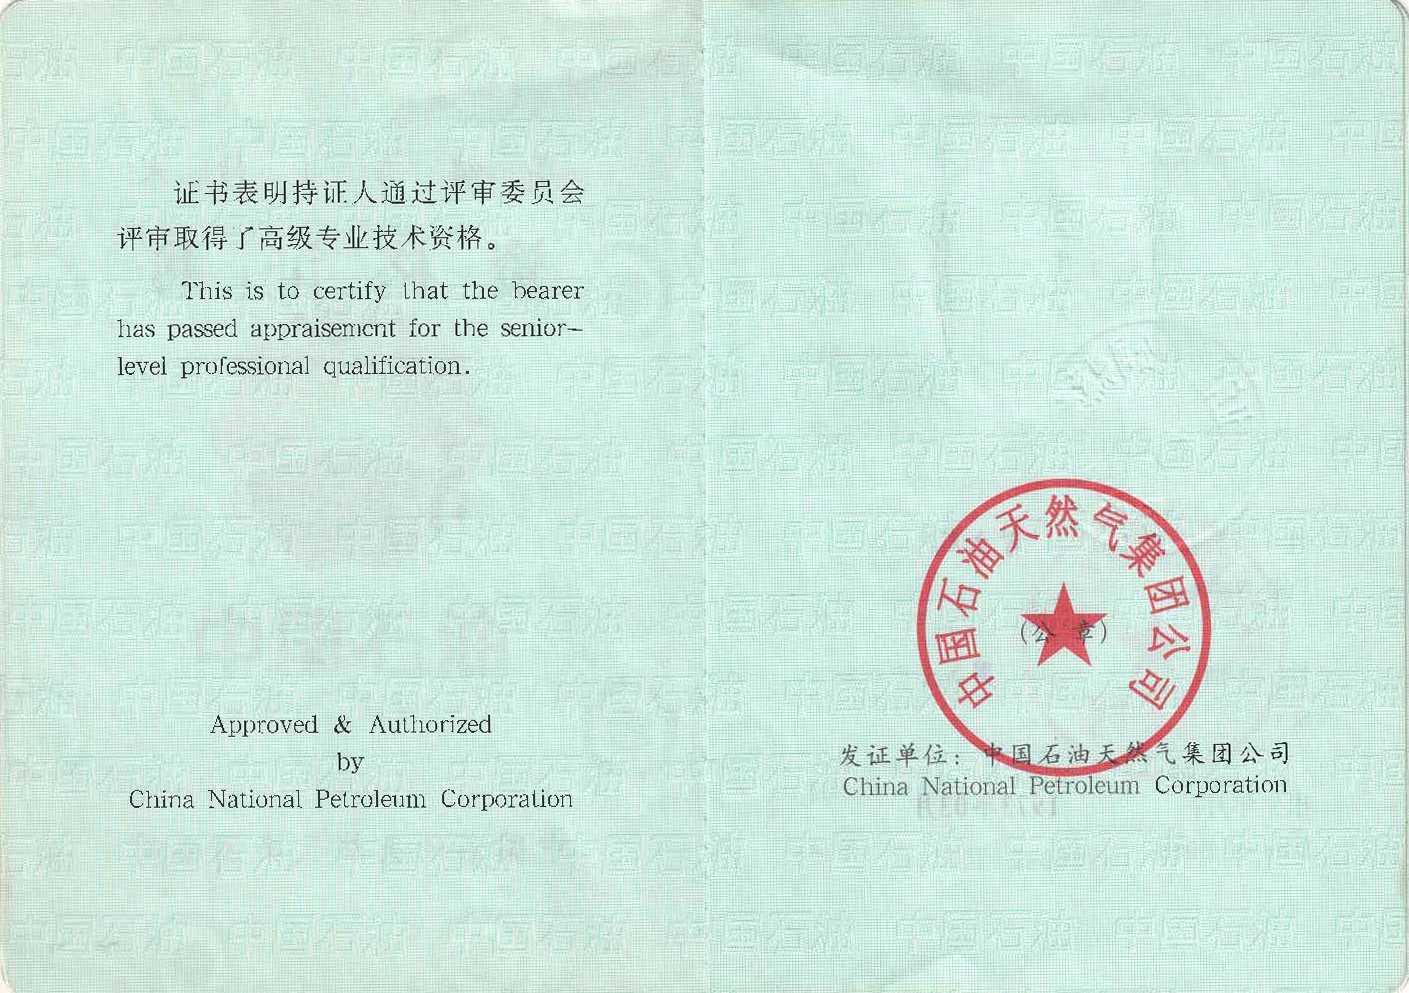 证书表明持证人通过评审委员会
评审取得了高级专业技术资格。
This is to certify that the bearer
has passed appraisement for the senior-
level professional qualification.
Approved & Authorized
by
China National Petroleum Corporation
中国石油天然气集团公司
（公 章）
发证单位：中国石油天然气集团公司
China National Petroleum Corporation
中国石油